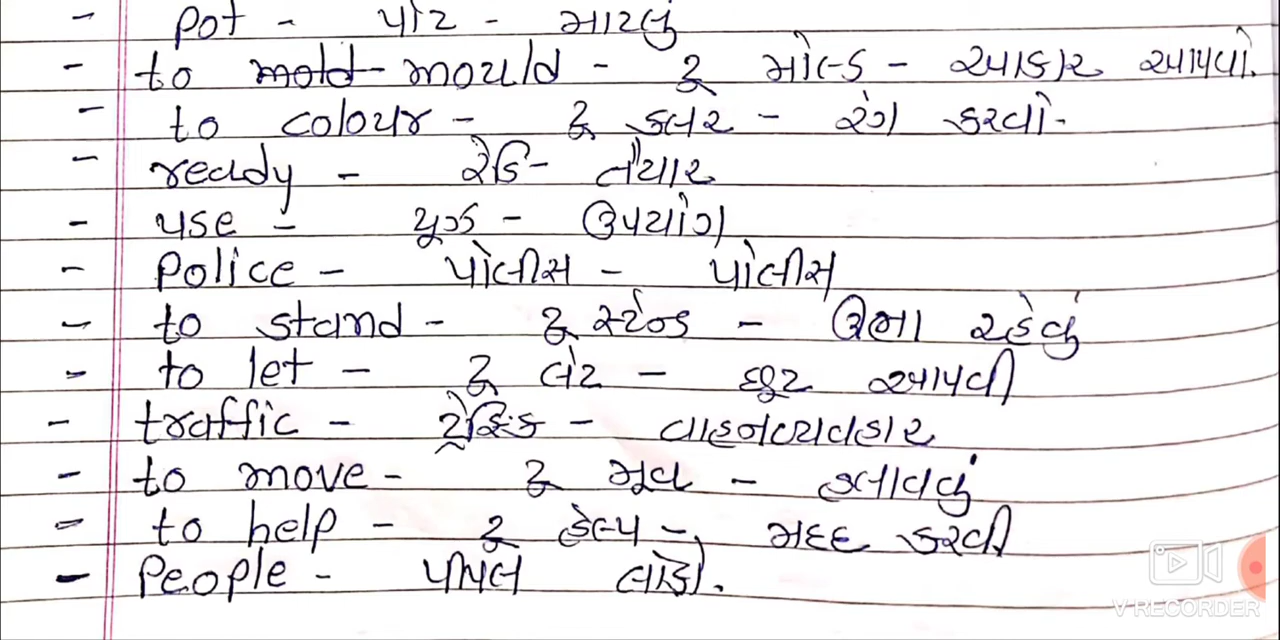 - pot - પોટ - માટલું
- to mold mould - ટૂ મોલ્ડ - આકાર આપવો.
- to colour - ટૂ કલર - રંગ કરવો.
- ready - રેડિ - તૈયાર
- use - યૂઝ - ઉપયોગ
- Police - પોલીસ - પોલીસ
- to stand - ટૂ સ્ટેન્ડ - ઊભા રહેવું
- to let - ટૂ લેટ - છૂટ આપવી
- traffic - ટ્રેફિક - વાહનવ્યવહાર
- to move - ટૂ મૂવ - હલાવવું
- to help - ટૂ હેલ્પ - મદદ કરવી
- People - પીપલ લોકો.
V RECORDER